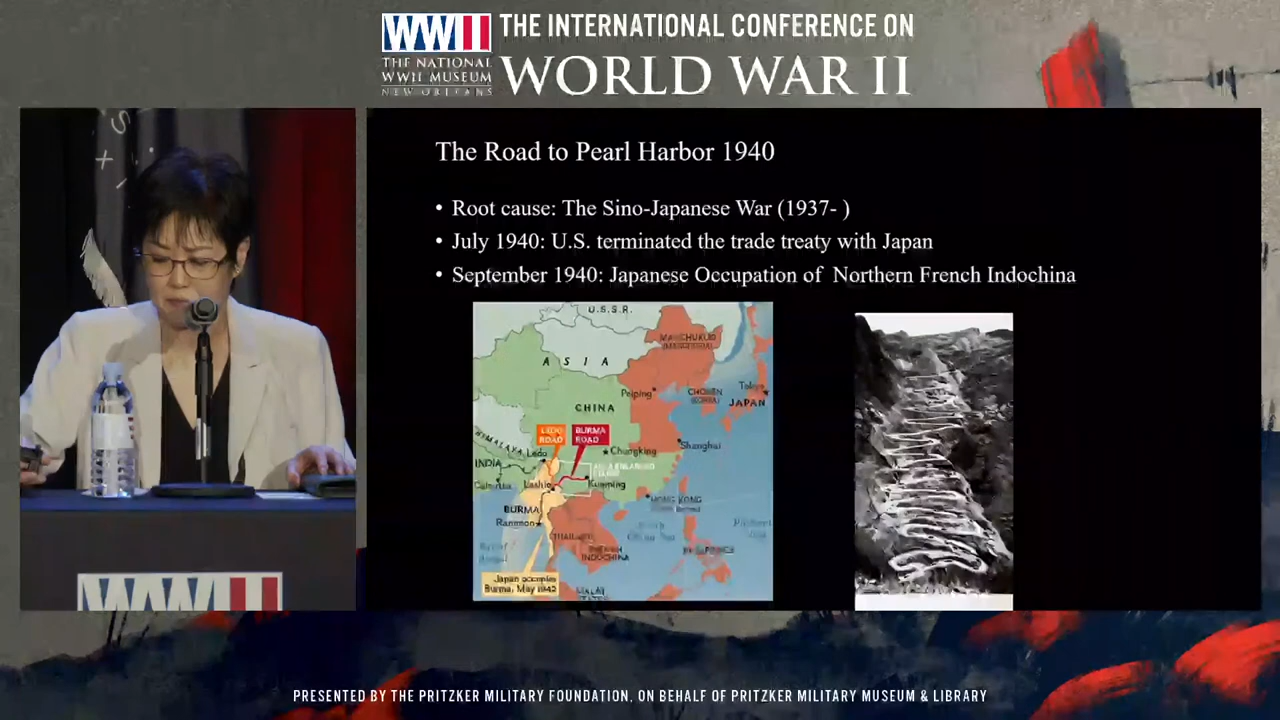 WWII
THE NATIONAL
WWII MUSEUM
NEW ORLEANS
THE INTERNATIONAL CONFERENCE ON
WORLD WAR II
The Road to Pearl Harbor 1940
• Root cause: The Sino-Japanese War (1937- )
• July 1940: U.S. terminated the trade treaty with Japan
• September 1940: Japanese Occupation of Northern French Indochina
U.S.S.R.
MANCHUKUO
ASIA
Peiping
CHOSEN
Tokyo
JAPAN
CHINA
LEDO
ROAD
BURMA
ROAD
HIMALAYA
Ledo
Chungking
Shanghai
INDIA
Calcutta
Lashio
Kunming
HONG KONG
BURMA
Rangoon
THAILAND
INDOCHINA
Japan occupies
Burma, May 1942
MALAY
WWII
PRESENTED BY THE PRITZKER MILITARY FOUNDATION, ON BEHALF OF PRITZKER MILITARY MUSEUM & LIBRARY